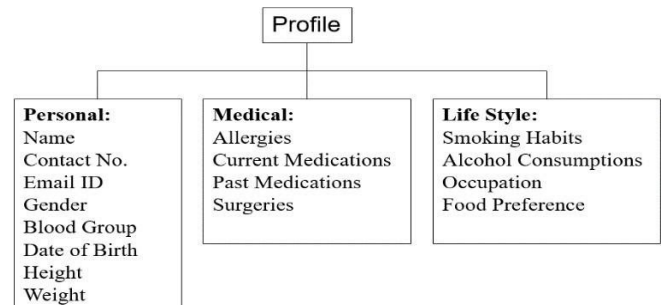 Profile
Personal:
Name
Contact No.
Email ID
Gender
Blood Group
Date of Birth
Height
Weight
Medical:
Allergies
Current Medications
Past Medications
Surgeries
Life Style:
Smoking Habits
Alcohol Consumptions
Occupation
Food Preference